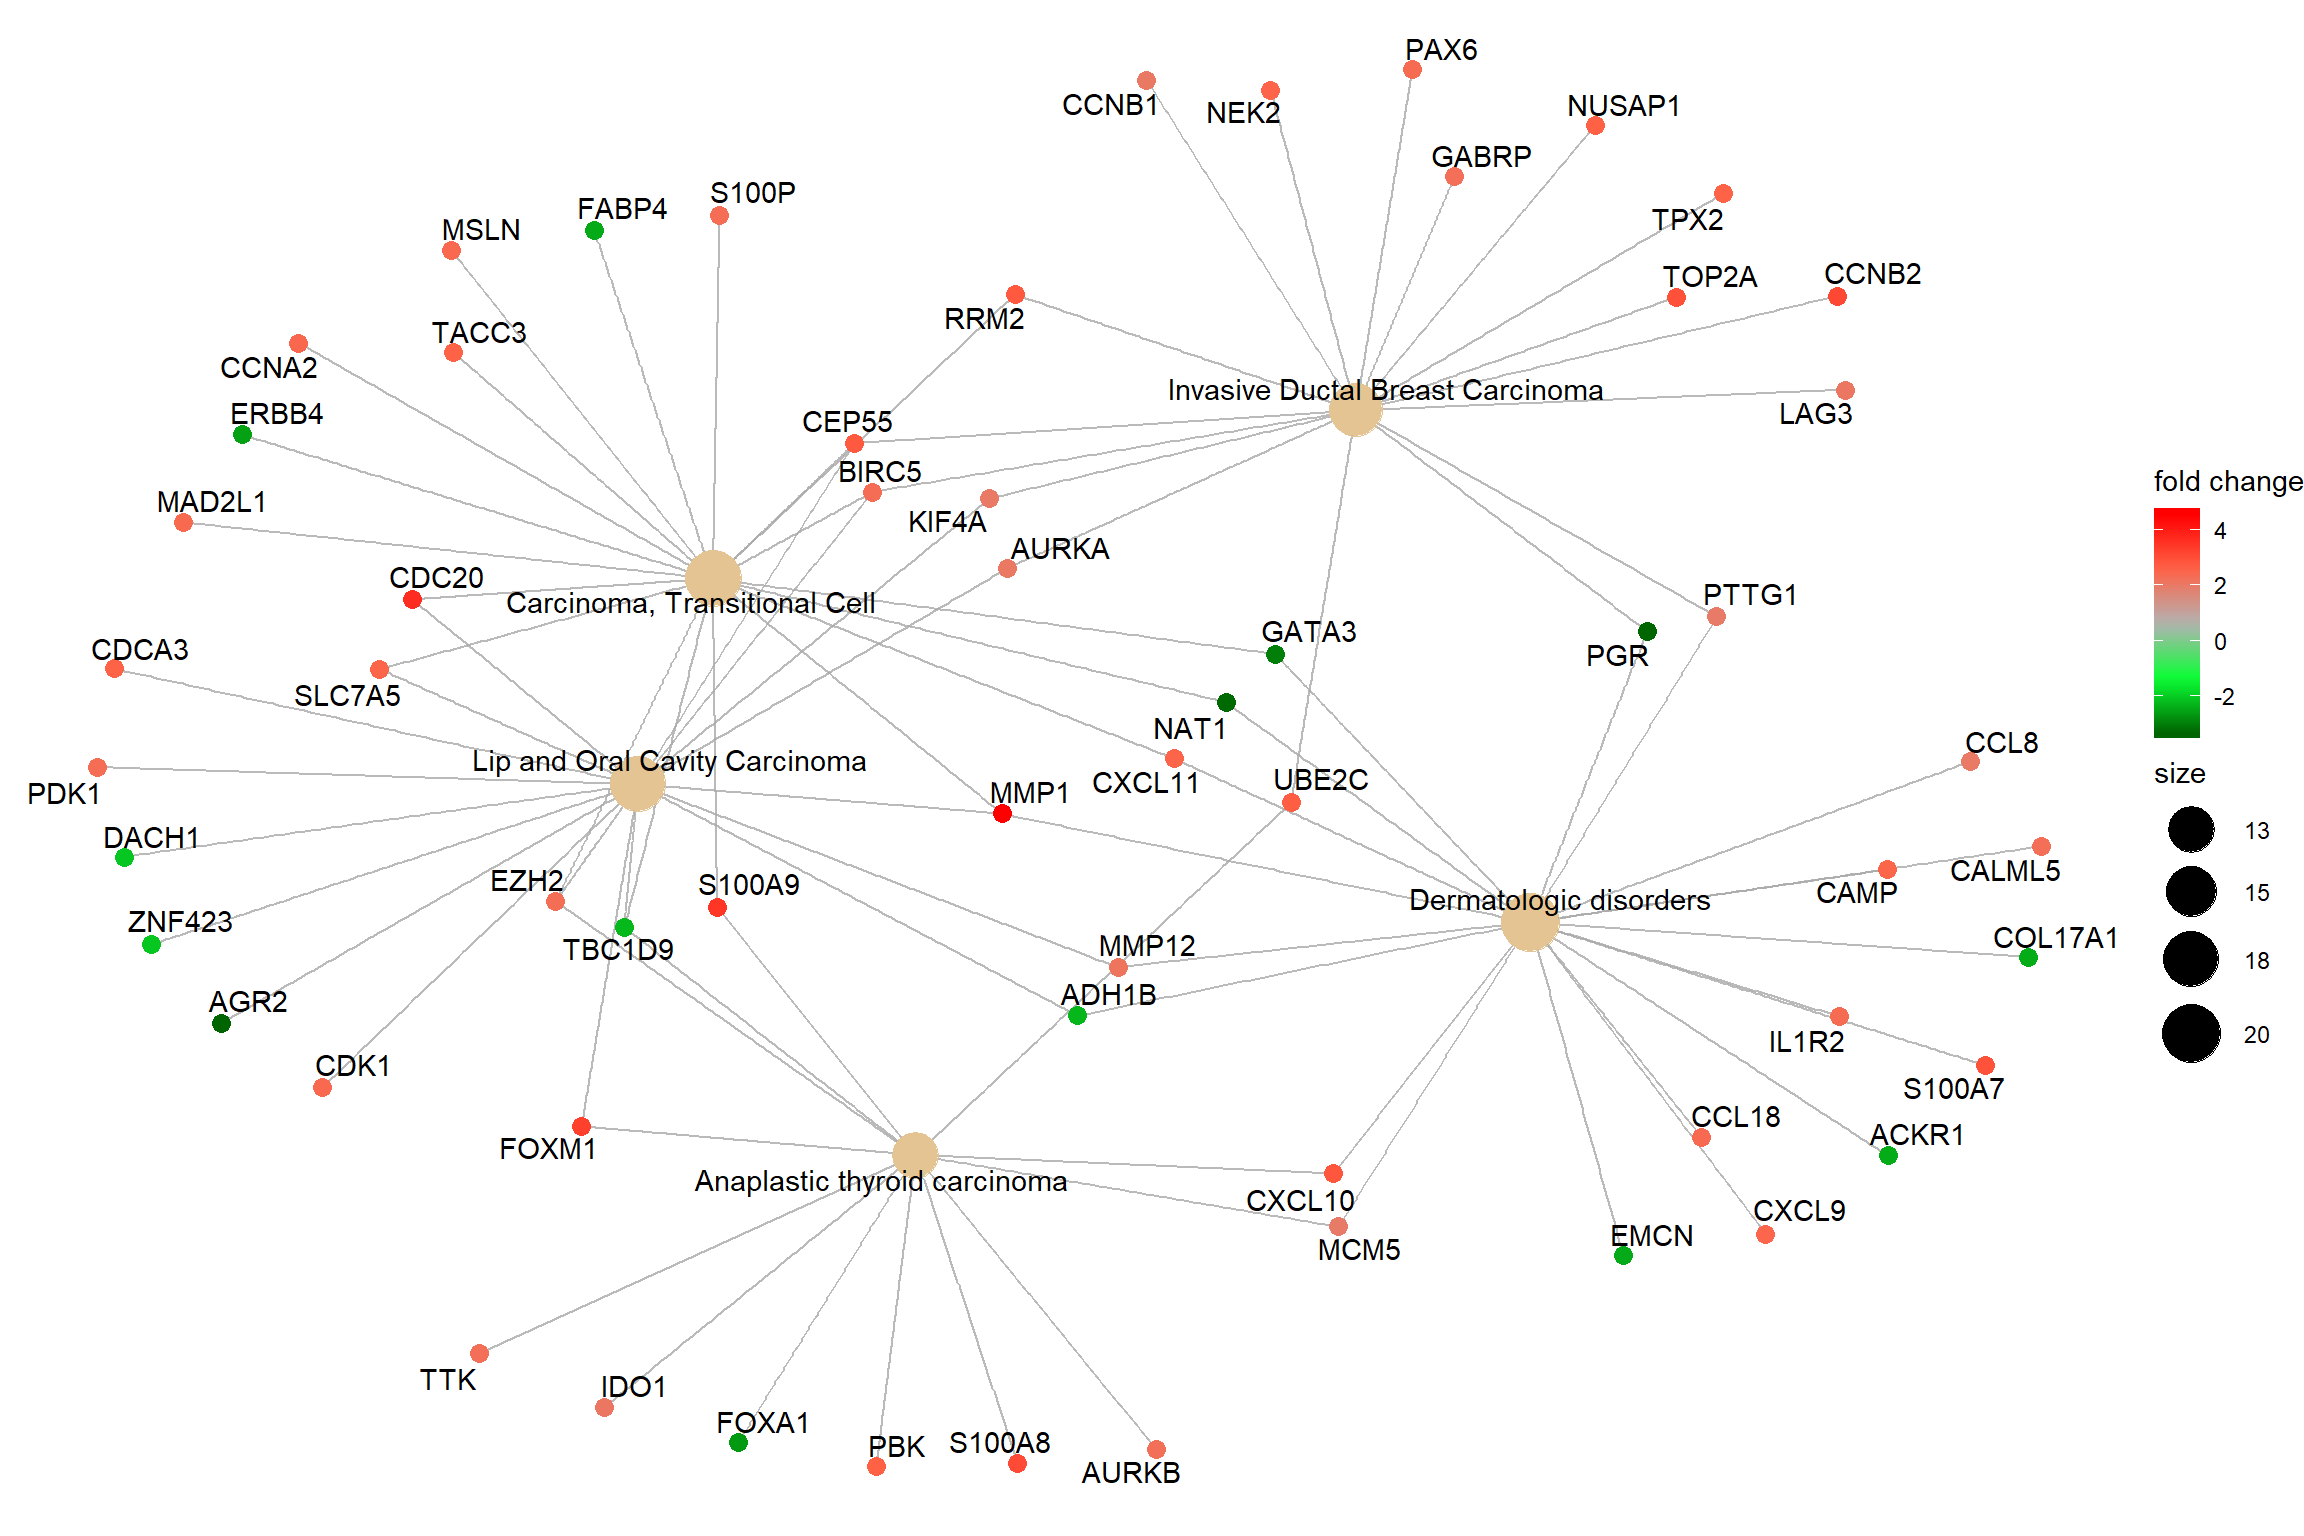 PAX6
CCNB1
NEK2
NUSAP1
GABRP
TPX2
S100P
FABP4
MSLN
TOP2A
CCNB2
RRM2
TACC3
CCNA2
Invasive Ductal Breast Carcinoma
ERBB4
LAG3
CEP55
BIRC5
MAD2L1
KIF4A
AURKA
CDC20
Carcinoma, Transitional Cell
PTTG1
GATA3
PGR
CDCA3
SLC7A5
NAT1
CCL8
Lip and Oral Cavity Carcinoma
CXCL11
UBE2C
PDK1
MMP1
DACH1
CALML5
EZH2
S100A9
CAMP
Dermatologic disorders
ZNF423
COL17A1
MMP12
TBC1D9
ADH1B
AGR2
IL1R2
CDK1
S100A7
CCL18
ACKR1
FOXM1
Anaplastic thyroid carcinoma
CXCL10
CXCL9
EMCN
MCM5
TTK
IDO1
FOXA1
PBK
S100A8
AURKB
fold change
4
2
0
-2
size
13
15
18
20